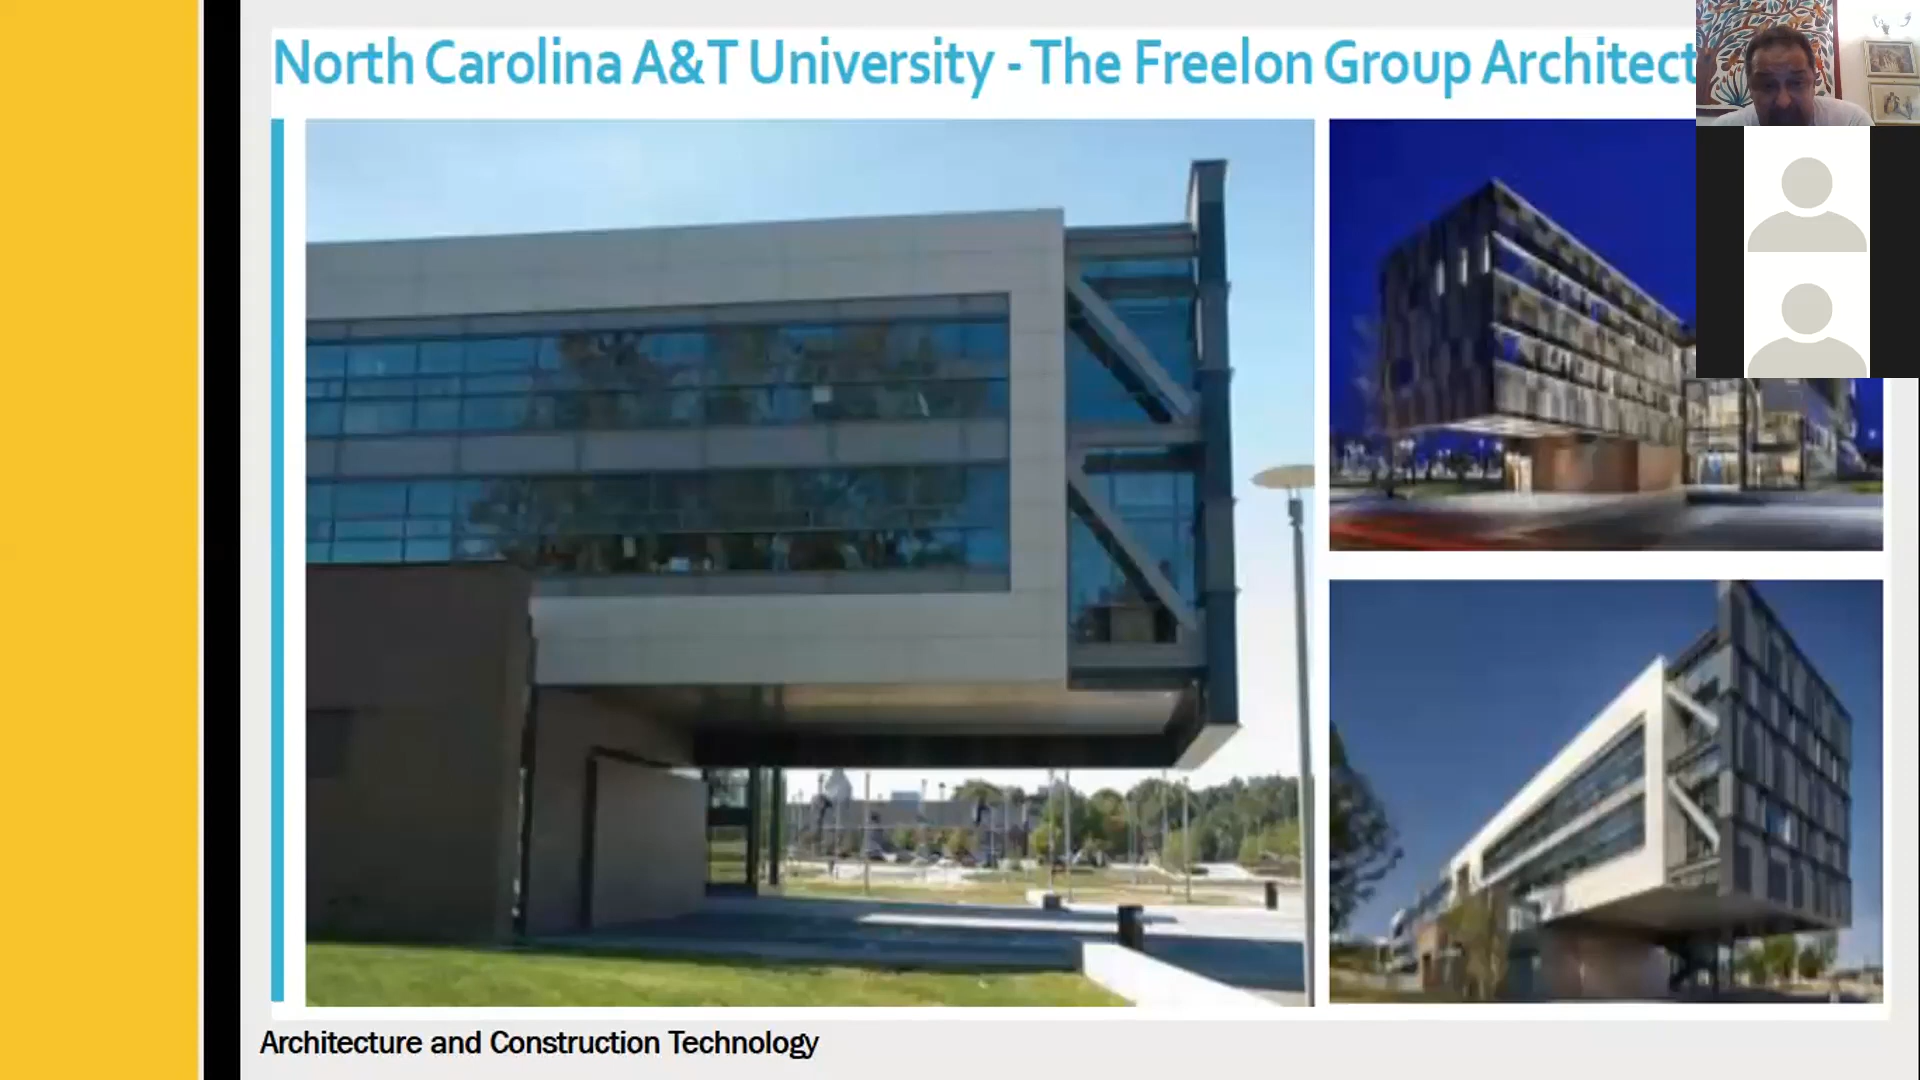 North Carolina A&T University - The Freelon Group Architect
Architecture and Construction Technology